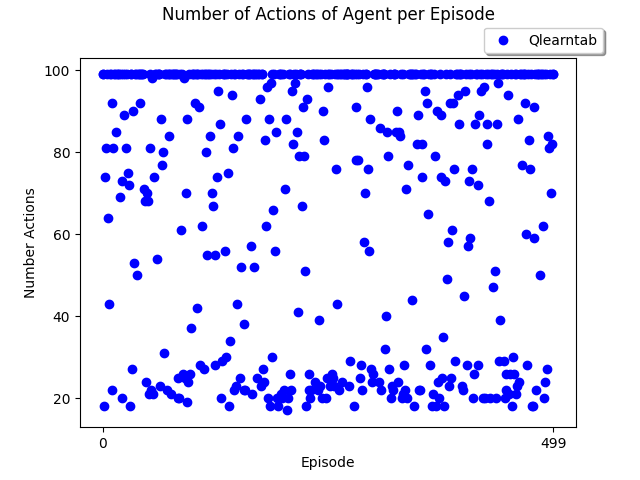 Number of Actions of Agent per Episode
Qlearntab
100
80
60
40
20
Number Actions
0
499
Episode